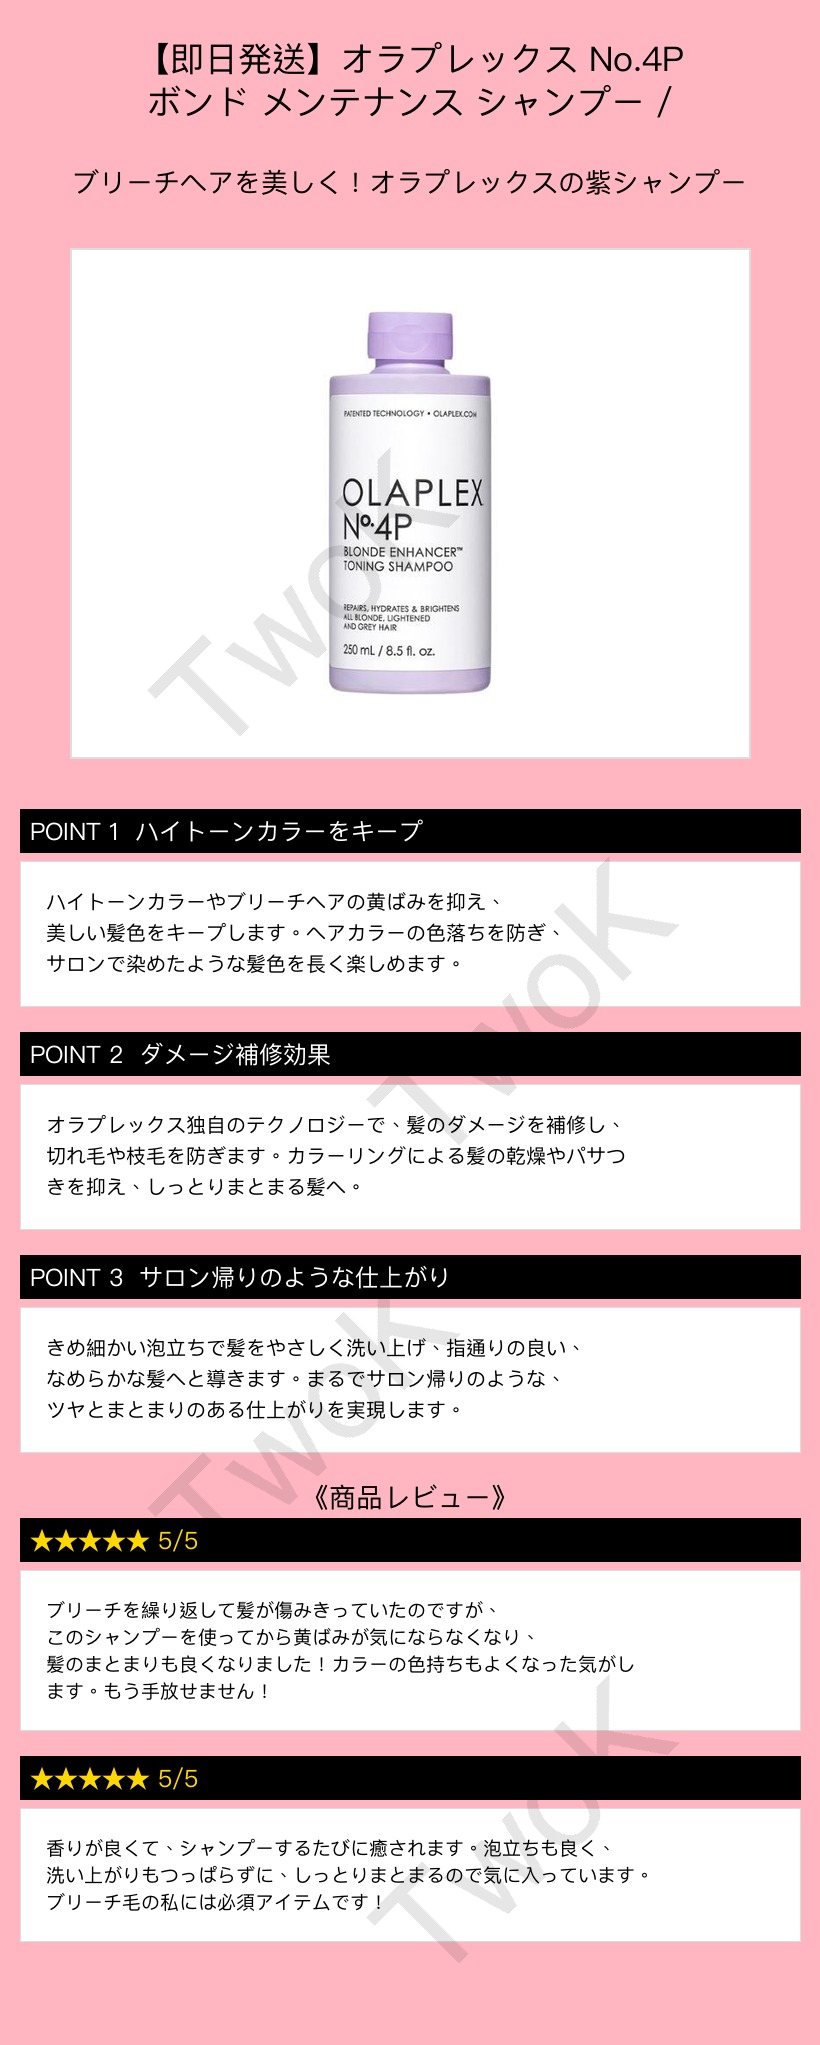 【即日発送】オラプレックス No.4P
ボンド メンテナンス シャンプー /
ブリーチヘアを美しく！オラプレックスの紫シャンプー
PATENTED TECHNOLOGY • OLAPLEX.COM
OLAPLEX
Nº.4P
BLONDE ENHANCER™
TONING SHAMPOO
REPAIRS, HYDRATES & BRIGHTENS
ALL BLONDE, LIGHTENED
AND GREY HAIR
250 mL / 8.5 fl. oz.
TwoK
POINT 1 ハイトーンカラーをキープ
ハイトーンカラーやブリーチヘアの黄ばみを抑え、
美しい髪色をキープします。ヘアカラーの色落ちを防ぎ、
サロンで染めたような髪色を長く楽しめます。
TwoK
POINT 2 ダメージ補修効果
オラプレックス独自のテクノロジーで、髪のダメージを補修し、
切れ毛や枝毛を防ぎます。カラーリングによる髪の乾燥やパサつ
きを抑え、しっとりまとまる髪へ。
POINT 3 サロン帰りのような仕上がり
きめ細かい泡立ちで髪をやさしく洗い上げ、指通りの良い、
なめらかな髪へと導きます。まるでサロン帰りのような、
ツヤとまとまりのある仕上がりを実現します。
TwoK
《商品レビュー》
★★★★★ 5/5
ブリーチを繰り返して髪が傷みきっていたのですが、
このシャンプーを使ってから黄ばみが気にならなくなり、
髪のまとまりも良くなりました！カラーの色持ちもよくなった気がし
ます。もう手放せません！
★★★★★ 5/5
香りが良くて、シャンプーするたびに癒されます。泡立ちも良く、
洗い上がりもつっぱらずに、しっとりまとまるので気に入っています。
ブリーチ毛の私には必須アイテムです！
TwoK